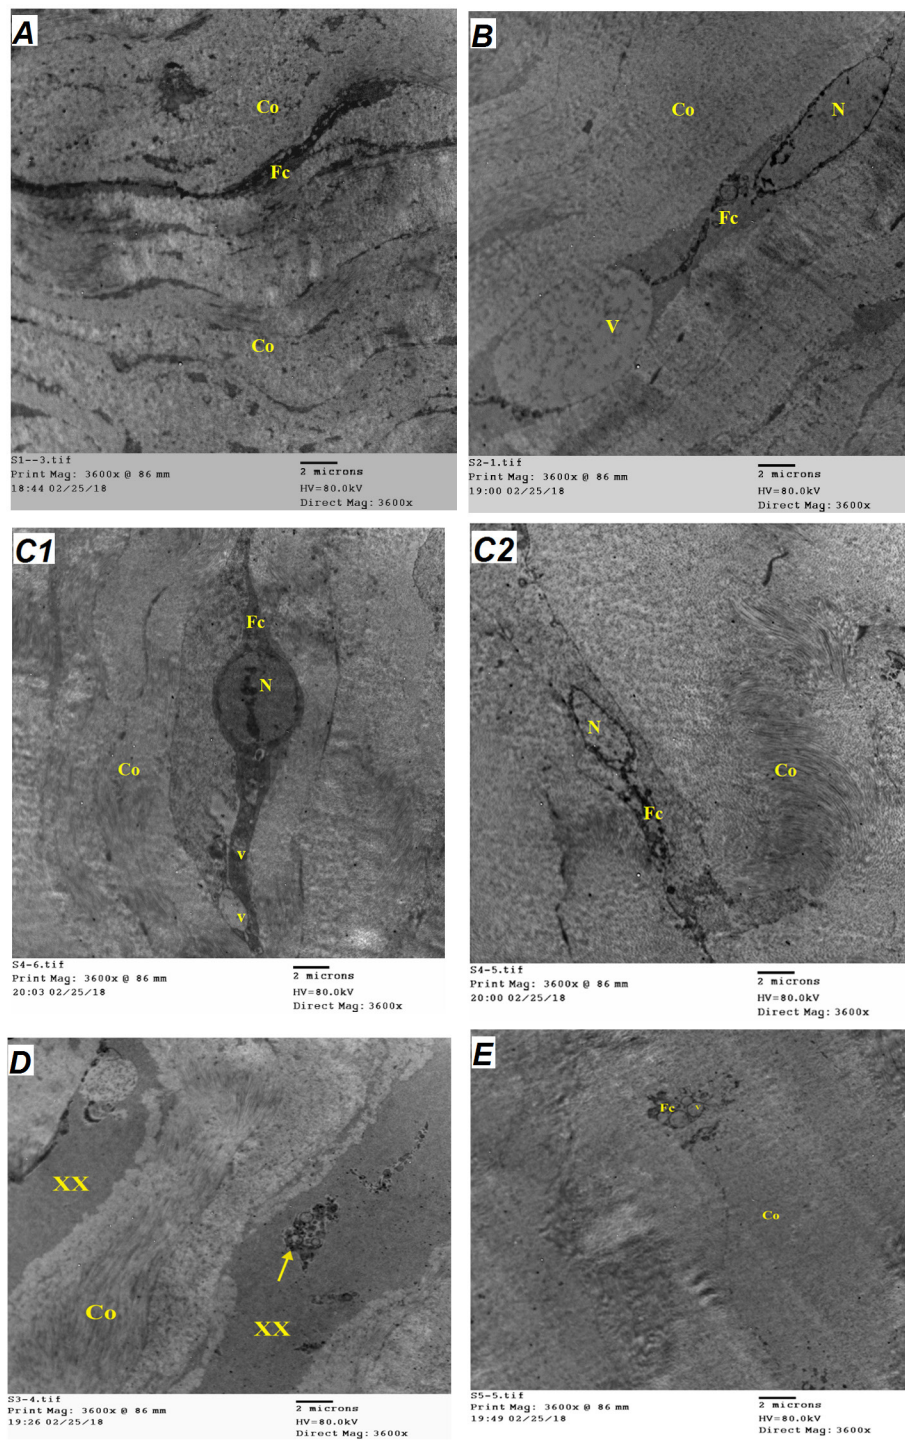 A
Co
Fc
Co
S1--3.tif
Print Mag: 3600x @ 86 mm
18:44 02/25/18
2 microns
HV=80.0kV
Direct Mag: 3600x
B
N
Co
Fc
V
S2-1.tif
Print Mag: 3600x @ 86 mm
19:00 02/25/18
2 microns
HV=80.0kV
Direct Mag: 3600x
C1
Fc
N
Co
v
v
S4-6.tif
Print Mag: 3600x @ 86 mm
20:03 02/25/18
2 microns
HV=80.0kV
Direct Mag: 3600x
C2
N
Co
Fc
S4-5.tif
Print Mag: 3600x @ 86 mm
20:00 02/25/18
2 microns
HV=80.0kV
Direct Mag: 3600x
D
XX
Co
XX
S3-4.tif
Print Mag: 3600x @ 86 mm
19:26 02/25/18
2 microns
HV=80.0kV
Direct Mag: 3600x
E
Fc
v
Co
S5-5.tif
Print Mag: 3600x @ 86 mm
19:49 02/25/18
2 microns
HV=80.0kV
Direct Mag: 3600x